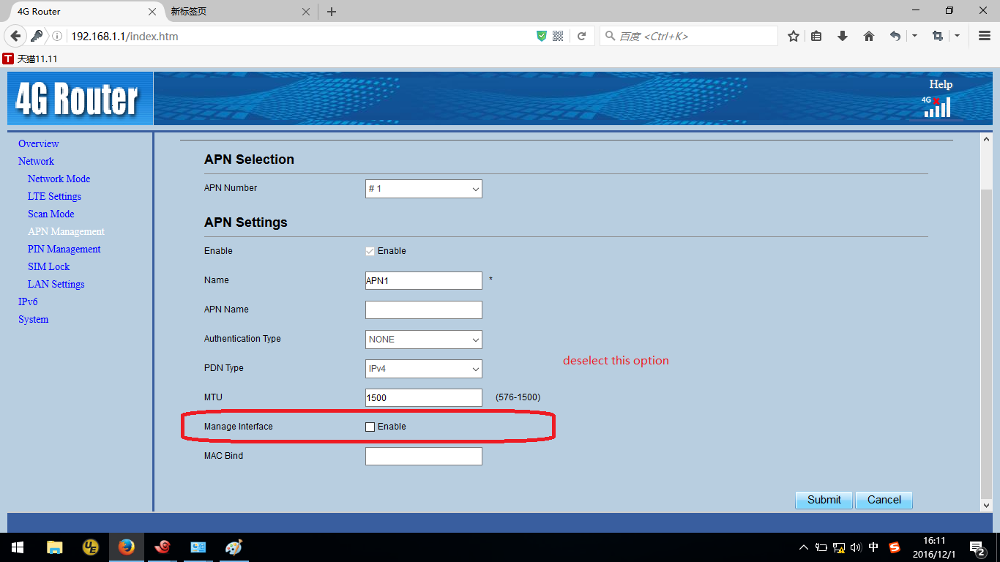 4G Router
新标签页
192.168.1.1/index.htm
百度 <Ctrl+K>
T 天猫11.11
4G Router
Help
4G
Overview
Network
Network Mode
LTE Settings
Scan Mode
APN Management
PIN Management
SIM Lock
LAN Settings
IPv6
System
APN Selection
APN Number # 1
APN Settings
Enable Enable
Name APN1 *
APN Name
Authentication Type NONE
PDN Type IPv4
deselect this option
MTU 1500 (576-1500)
Manage Interface Enable
MAC Bind
Submit Cancel
UE
中
S
16:11
2016/12/1
2